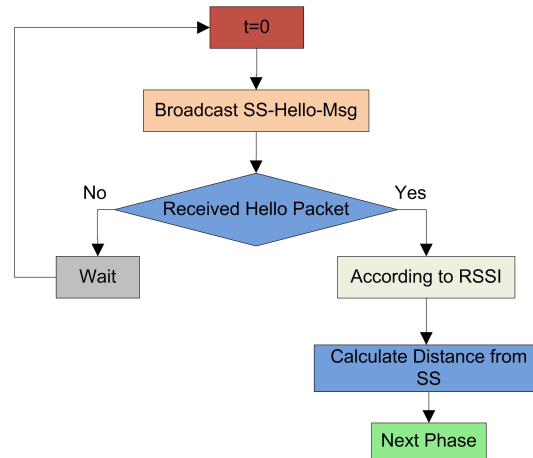 t=0
Broadcast SS-Hello-Msg
No
Yes
Received Hello Packet
Wait
According to RSSI
Calculate Distance from
SS
Next Phase